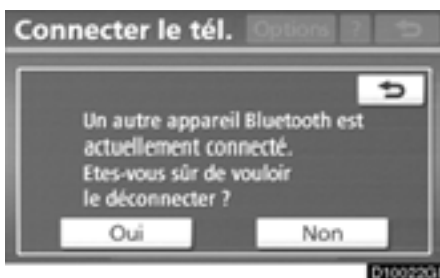 Connecter le tél. Options ?
Un autre appareil Bluetooth est
actuellement connecté.
Etes-vous sûr de vouloir
le déconnecter ?
Oui Non